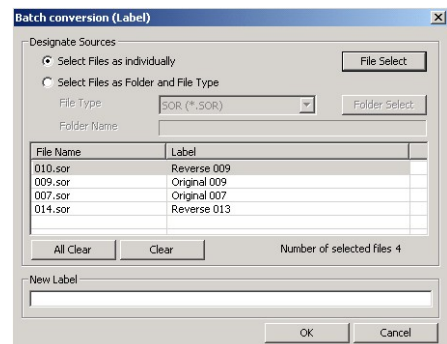 Batch conversion (Label)
Designate Sources
Select Files as individually
File Select
Select Files as Folder and File Type
File Type
SOR (*.SOR)
Folder Select
Folder Name
File Name Label
010.sor Reverse 009
009.sor Original 009
007.sor Original 007
014.sor Reverse 013
All Clear Clear Number of selected files 4
New Label
OK Cancel